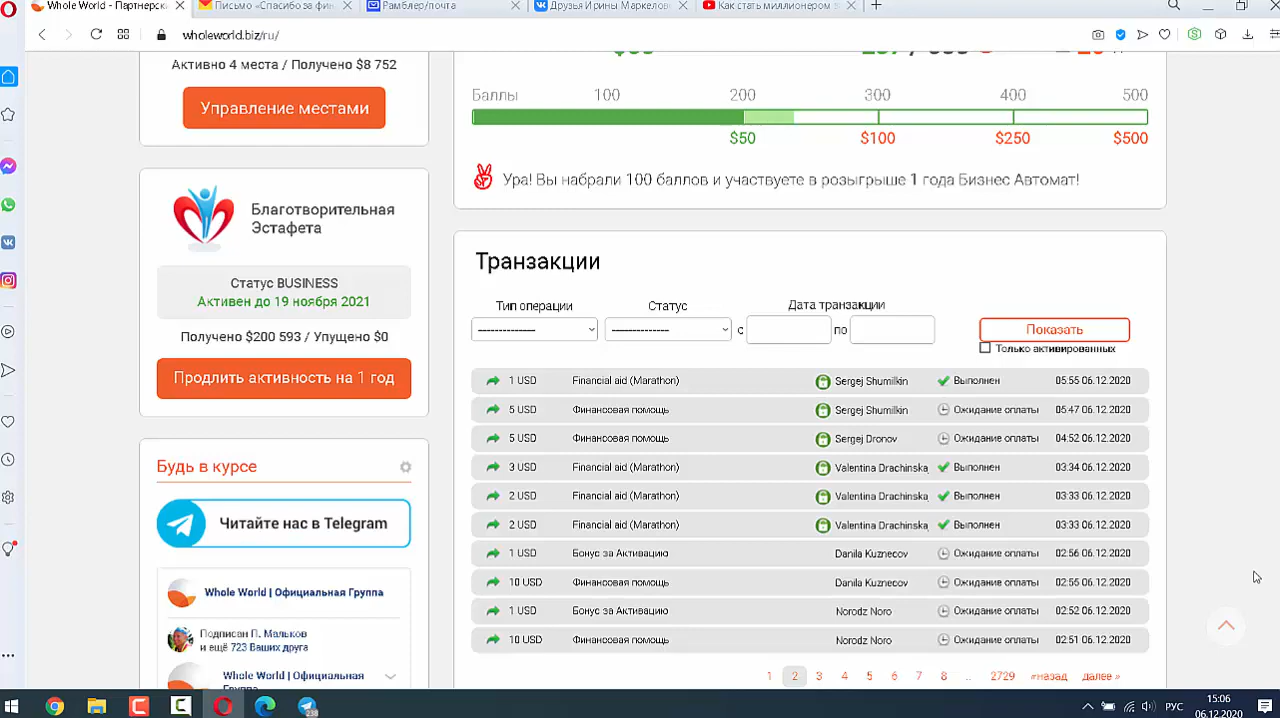 Whole World - Партнерска
Письмо «Спасибо за фин
Рамблер/почта
Друзья Ирины Маркелов
Как стать миллионером з
wholeworld.biz/ru/
Активно 4 места / Получено $8 752
Управление местами
Благотворительная
Эстафета
Статус BUSINESS
Активен до 19 ноября 2021
Получено $200 593 / Упущено $0
Продлить активность на 1 год
Будь в курсе
Читайте нас в Telegram
Whole World | Официальная Группа
Подписан П. Мальков
и ещё 723 Ваших друга
Whole World | Официальная
Группа
Баллы 100 200 300 400 500
$50 $100 $250 $500
Ура! Вы набрали 100 баллов и участвуете в розыгрыше 1 года Бизнес Автомат!
Транзакции
Тип операции Статус Дата транзакции
-------------- -------------- с по Показать
Только активированных
1 USD Financial aid (Marathon) Sergej Shumilkin Выполнен 05:55 06.12.2020
5 USD Финансовая помощь Sergej Shumilkin Ожидание оплаты 05:47 06.12.2020
5 USD Финансовая помощь Sergej Dronov Ожидание оплаты 04:52 06.12.2020
3 USD Financial aid (Marathon) Valentina Drachinska Выполнен 03:34 06.12.2020
2 USD Financial aid (Marathon) Valentina Drachinska Выполнен 03:33 06.12.2020
2 USD Financial aid (Marathon) Valentina Drachinska Выполнен 03:33 06.12.2020
1 USD Бонус за Активацию Danila Kuznecov Ожидание оплаты 02:56 06.12.2020
10 USD Финансовая помощь Danila Kuznecov Ожидание оплаты 02:55 06.12.2020
1 USD Бонус за Активацию Norodz Noro Ожидание оплаты 02:52 06.12.2020
10 USD Финансовая помощь Norodz Noro Ожидание оплаты 02:51 06.12.2020
1 2 3 4 5 6 7 8 .. 2729 «назад далее »
РУС
15:06
06.12.2020